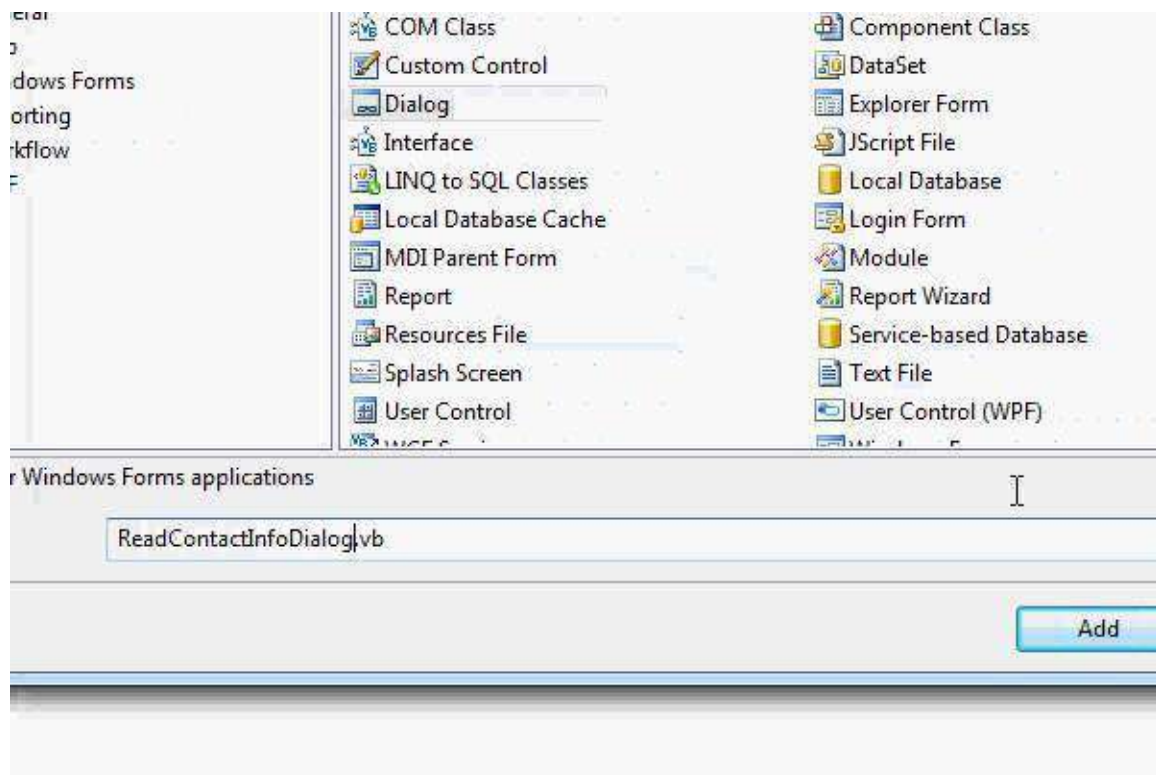 dows Forms
orting
rkflow
COM Class
Custom Control
Dialog
Interface
LINQ to SQL Classes
Local Database Cache
MDI Parent Form
Report
Resources File
Splash Screen
User Control
Component Class
DataSet
Explorer Form
JScript File
Local Database
Login Form
Module
Report Wizard
Service-based Database
Text File
User Control (WPF)
r Windows Forms applications
ReadContactInfoDialog.vb
Add